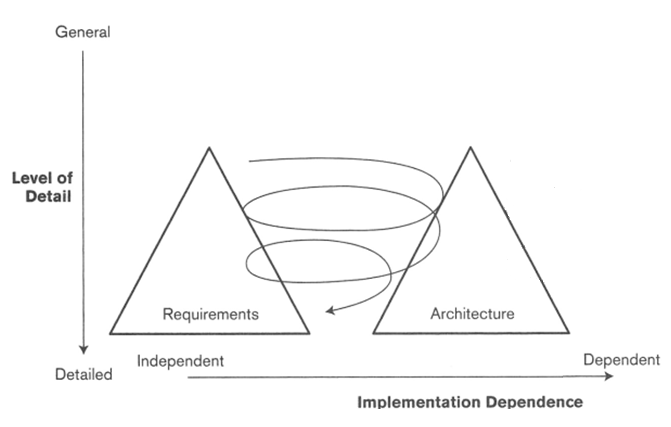 General
Level of
Detail
Requirements
Architecture
Detailed
Independent
Dependent
Implementation Dependence